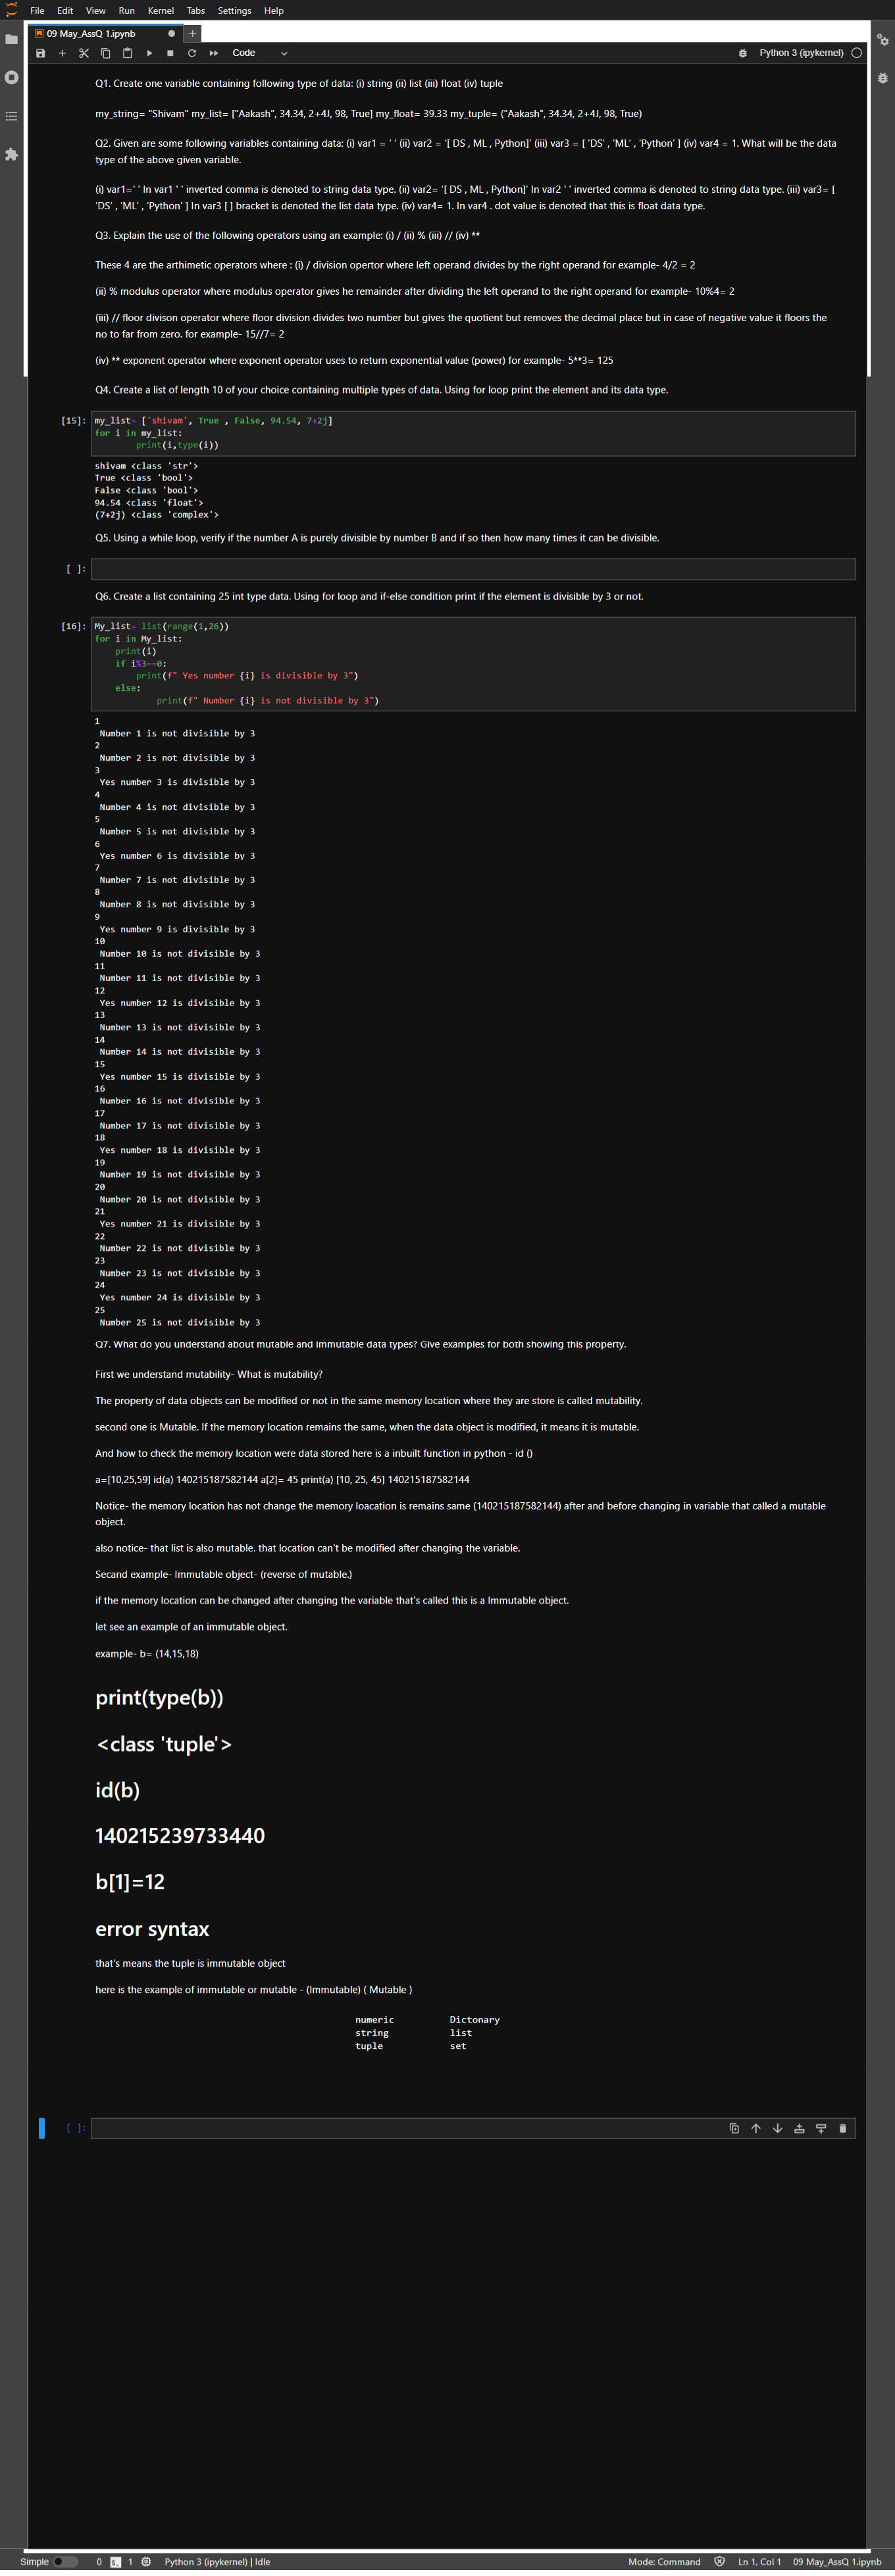 File Edit View Run Kernel Tabs Settings Help
09 May_AssQ 1.ipynb
Code
Python 3 (ipykernel)
Q1. Create one variable containing following type of data: (i) string (ii) list (iii) float (iv) tuple
my_string= "Shivam" my_list= ["Aakash", 34.34, 2+4J, 98, True] my_float= 39.33 my_tuple= ("Aakash", 34.34, 2+4J, 98, True)
Q2. Given are some following variables containing data: (i) var1 = ‘ ‘ (ii) var2 = ‘[ DS , ML , Python]’ (iii) var3 = [ ‘DS’ , ’ML’ , ‘Python’ ] (iv) var4 = 1. What will be the data
type of the above given variable.
(i) var1=' ' In var1 ' ' inverted comma is denoted to string data type. (ii) var2= ‘[ DS , ML , Python]’ In var2 ' ' inverted comma is denoted to string data type. (iii) var3= [
‘DS’ , ’ML’ , ‘Python’ ] In var3 [ ] bracket is denoted the list data type. (iv) var4= 1. In var4 . dot value is denoted that this is float data type.
Q3. Explain the use of the following operators using an example: (i) / (ii) % (iii) // (iv) **
These 4 are the arthimetic operators where : (i) / division opertor where left operand divides by the right operand for example- 4/2 = 2
(ii) % modulus operator where modulus operator gives he remainder after dividing the left operand to the right operand for example- 10%4= 2
(iii) // floor divison operator where floor division divides two number but gives the quotient but removes the decimal place but in case of negative value it floors the
no to far from zero. for example- 15//7= 2
(iv) ** exponent operator where exponent operator uses to return exponential value (power) for example- 5**3= 125
Q4. Create a list of length 10 of your choice containing multiple types of data. Using for loop print the element and its data type.
[15]: my_list= ['shivam', True , False, 94.54, 7+2j]
for i in my_list:
print(i,type(i))
shivam <class 'str'>
True <class 'bool'>
False <class 'bool'>
94.54 <class 'float'>
(7+2j) <class 'complex'>
Q5. Using a while loop, verify if the number A is purely divisible by number B and if so then how many times it can be divisible.
[ ]:
Q6. Create a list containing 25 int type data. Using for loop and if-else condition print if the element is divisible by 3 or not.
[16]: My_list= list(range(1,26))
for i in My_list:
print(i)
if i%3==0:
print(f" Yes number {i} is divisible by 3")
else:
print(f" Number {i} is not divisible by 3")
1
Number 1 is not divisible by 3
2
Number 2 is not divisible by 3
3
Yes number 3 is divisible by 3
4
Number 4 is not divisible by 3
5
Number 5 is not divisible by 3
6
Yes number 6 is divisible by 3
7
Number 7 is not divisible by 3
8
Number 8 is not divisible by 3
9
Yes number 9 is divisible by 3
10
Number 10 is not divisible by 3
11
Number 11 is not divisible by 3
12
Yes number 12 is divisible by 3
13
Number 13 is not divisible by 3
14
Number 14 is not divisible by 3
15
Yes number 15 is divisible by 3
16
Number 16 is not divisible by 3
17
Number 17 is not divisible by 3
18
Yes number 18 is divisible by 3
19
Number 19 is not divisible by 3
20
Number 20 is not divisible by 3
21
Yes number 21 is divisible by 3
22
Number 22 is not divisible by 3
23
Number 23 is not divisible by 3
24
Yes number 24 is divisible by 3
25
Number 25 is not divisible by 3
Q7. What do you understand about mutable and immutable data types? Give examples for both showing this property.
First we understand mutability- What is mutability?
The property of data objects can be modified or not in the same memory location where they are store is called mutability.
second one is Mutable. If the memory location remains the same, when the data object is modified, it means it is mutable.
And how to check the memory location were data stored here is a inbuilt function in python - id ()
a=[10,25,59] id(a) 140215187582144 a[2]= 45 print(a) [10, 25, 45] 140215187582144
Notice- the memory location has not change the memory loacation is remains same (140215187582144) after and before changing in variable that called a mutable
object.
also notice- that list is also mutable. that location can't be modified after changing the variable.
Secand example- Immutable object- (reverse of mutable.)
if the memory location can be changed after changing the variable that's called this is a Immutable object.
let see an example of an immutable object.
example- b= (14,15,18)
print(type(b))
<class 'tuple'>
id(b)
140215239733440
b[1]=12
error syntax
that's means the tuple is immutable object
here is the example of immutable or mutable - (Immutable) ( Mutable )
numeric Dictonary
string list
tuple set
[ ]:
Simple 0 1 Python 3 (ipykernel) | Idle Mode: Command Ln 1, Col 1 09 May_AssQ 1.ipynb